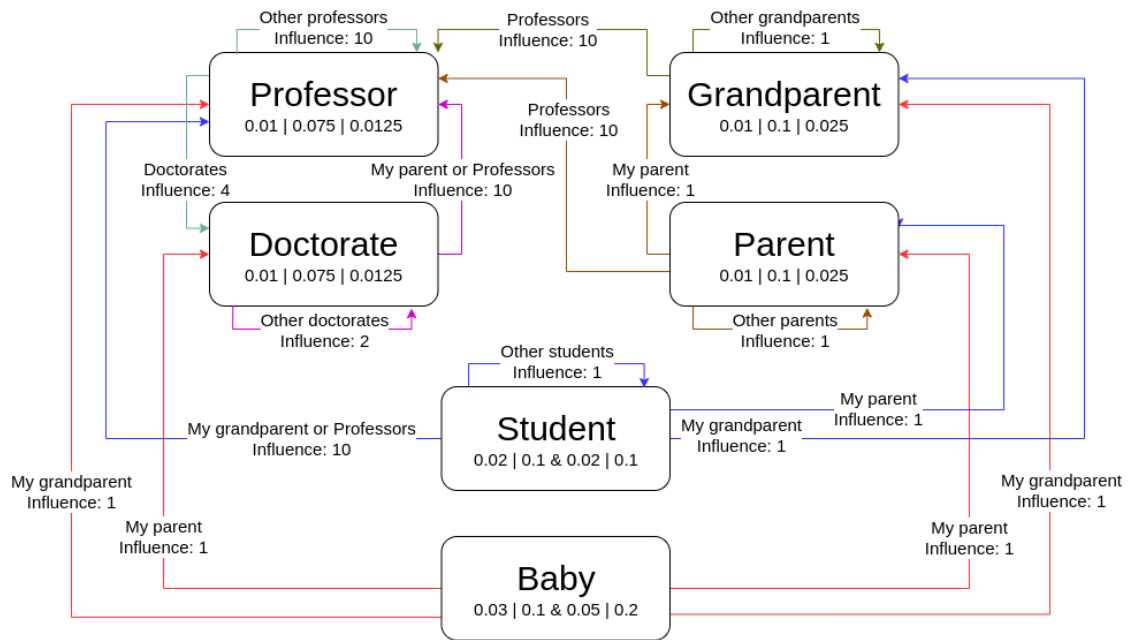 Other professors
Influence: 10
Professors
Influence: 10
Other grandparents
Influence: 1
Professor
0.01 | 0.075 | 0.0125
Grandparent
0.01 | 0.1 | 0.025
Professors
Influence: 10
Doctorates
Influence: 4
My parent or Professors
Influence: 10
My parent
Influence: 1
Doctorate
0.01 | 0.075 | 0.0125
Parent
0.01 | 0.1 | 0.025
Other doctorates
Influence: 2
Other parents
Influence: 1
Other students
Influence: 1
Student
0.02 | 0.1 & 0.02 | 0.1
My grandparent or Professors
Influence: 10
My parent
Influence: 1
My grandparent
Influence: 1
My grandparent
Influence: 1
My parent
Influence: 1
My parent
Influence: 1
My grandparent
Influence: 1
Baby
0.03 | 0.1 & 0.05 | 0.2